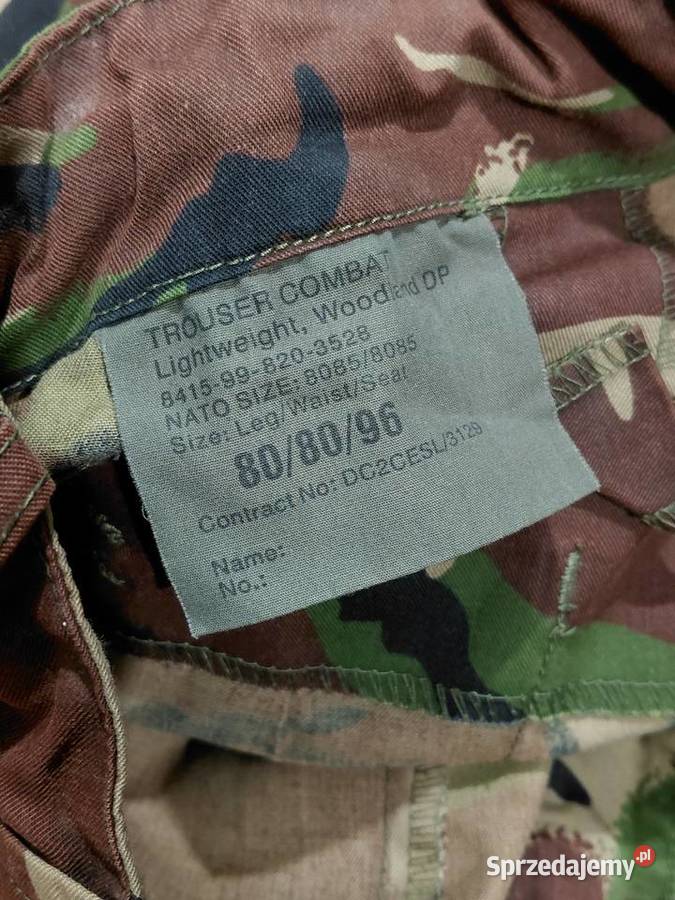 TROUSER COMBAT
Lightweight, Woodland DP
8415-99-820-3528
NATO SIZE: 8085/8085
Size: Leg/Waist/Seat
80/80/96
Contract No: DC2CESL/3129
Name:
No.:
Sprzedajemy.pl